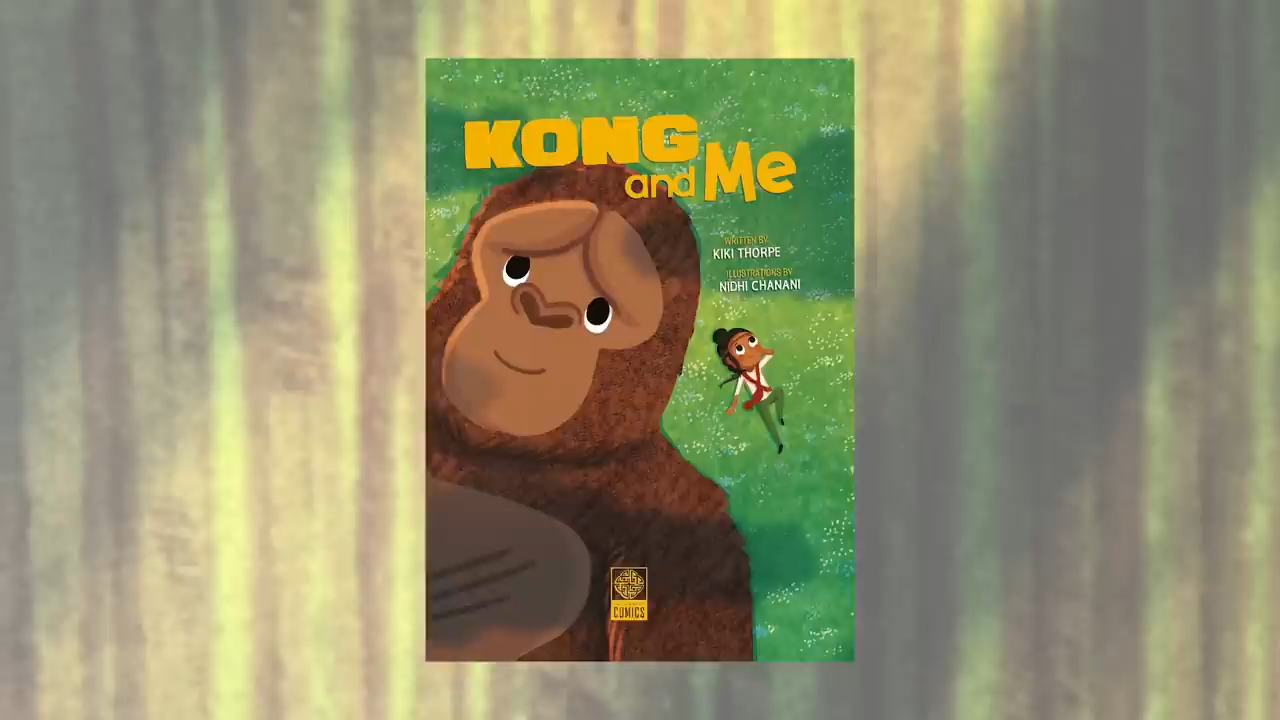 KONG
and Me
WRITTEN BY
KIKI THORPE
ILLUSTRATIONS BY
NIDHI CHANANI
COMICS